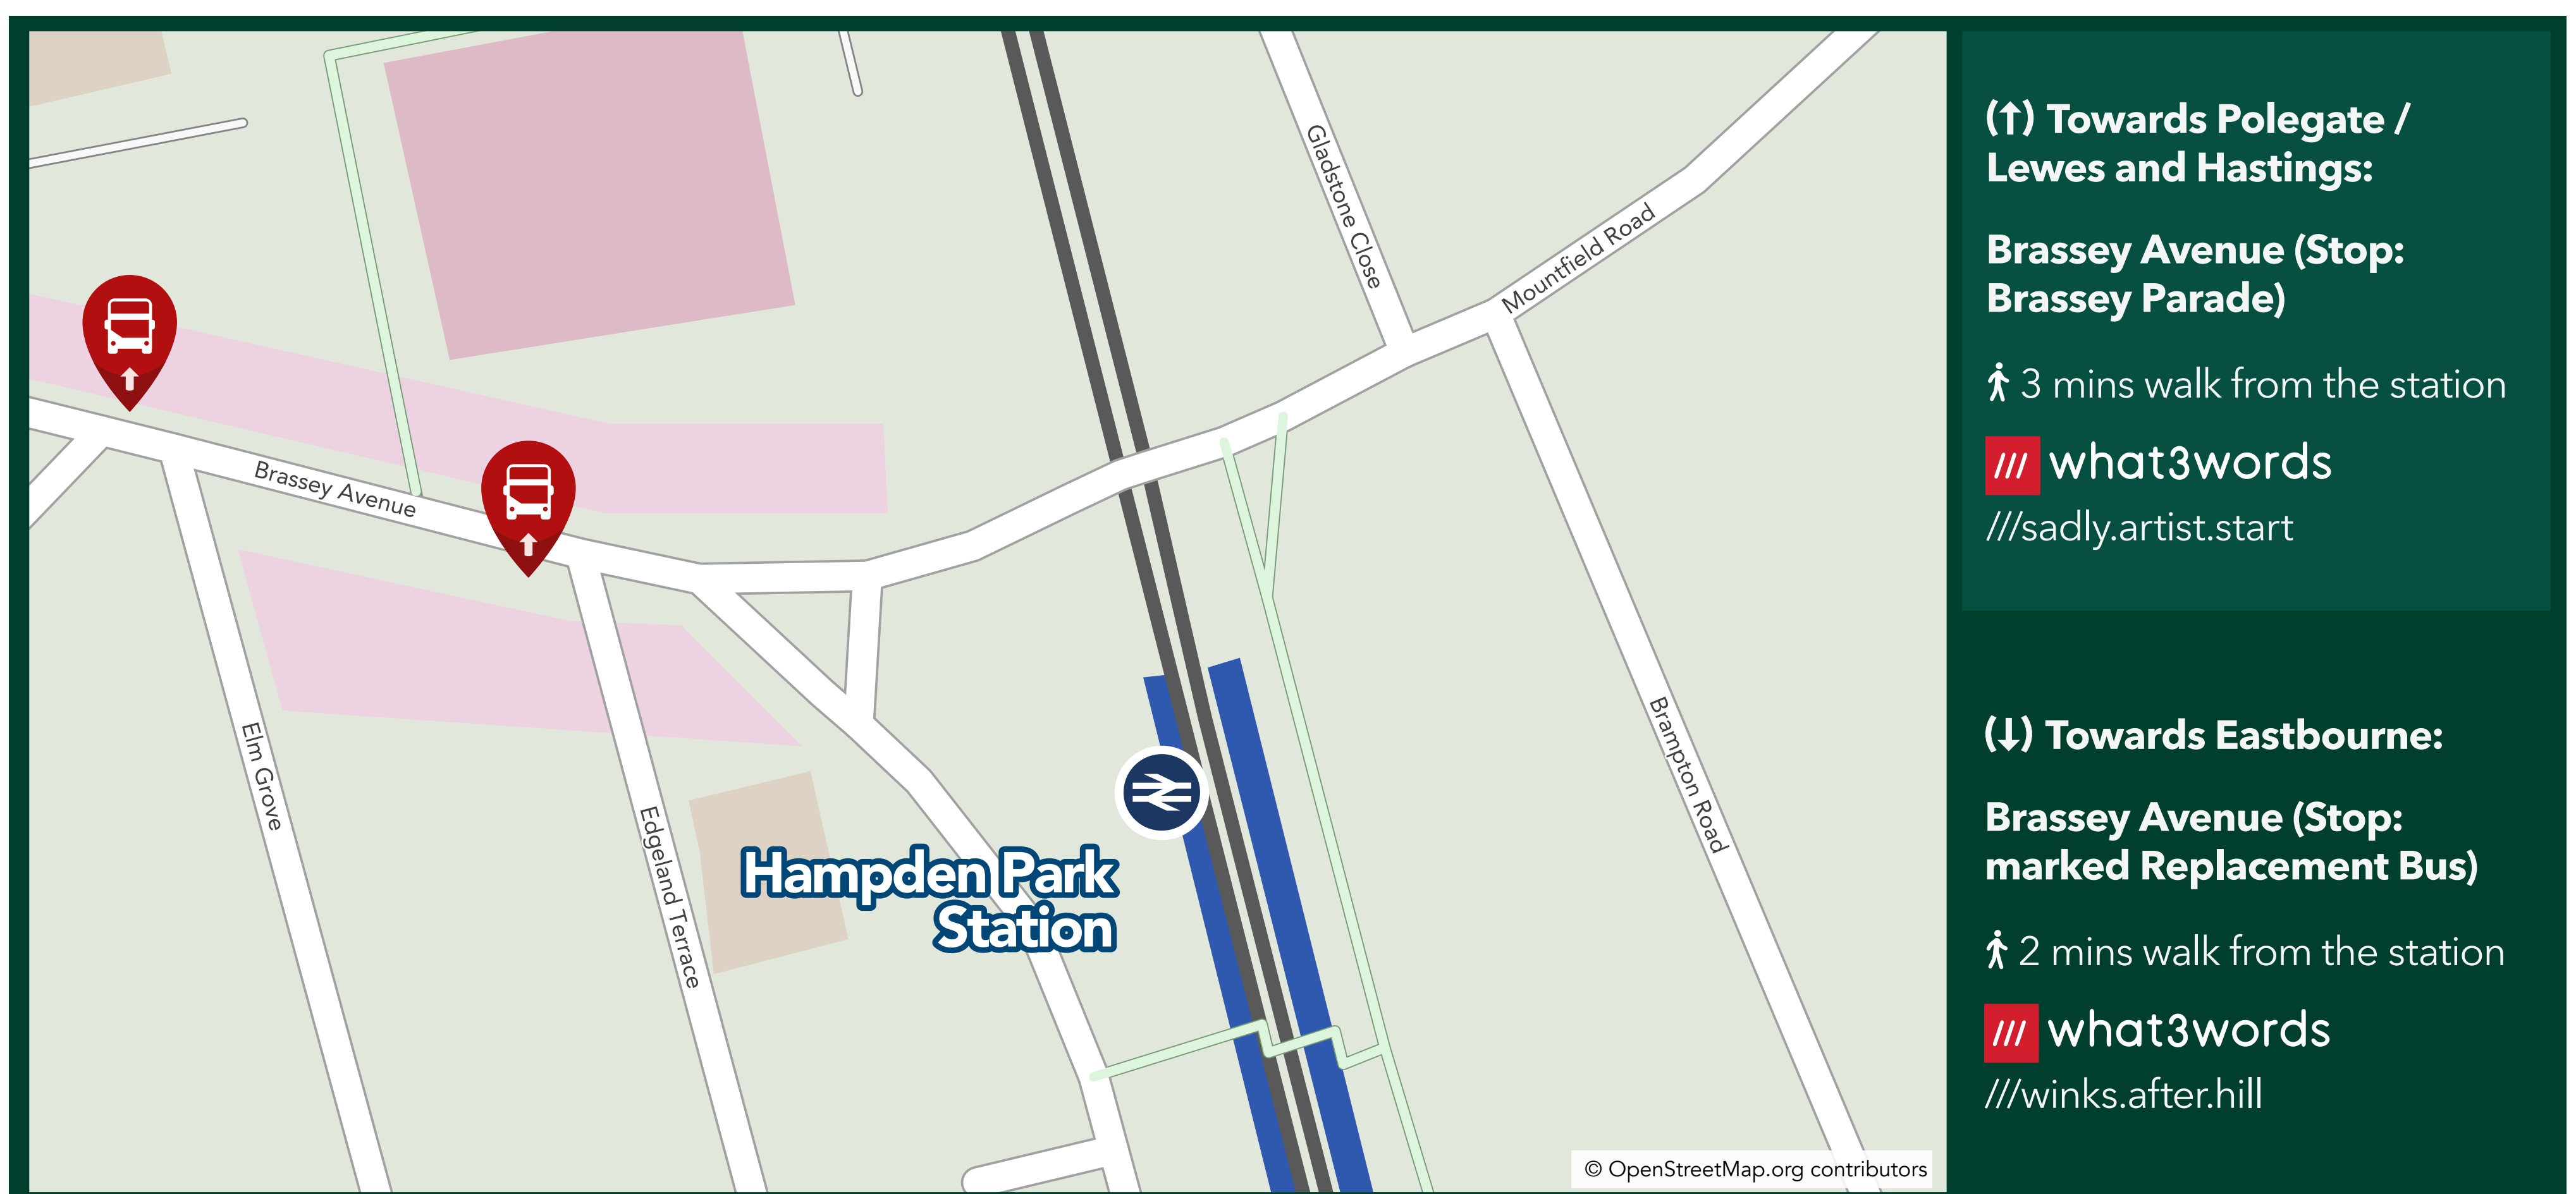 Gladstone Close
Mountfield Road
Brassey Avenue
Elm Grove
Edgeland Terrace
Brampton Road
Hampden Park
Station
© OpenStreetMap.org contributors
(↑) Towards Polegate /
Lewes and Hastings:
Brassey Avenue (Stop:
Brassey Parade)
3 mins walk from the station
/// what3words
///sadly.artist.start
(↓) Towards Eastbourne:
Brassey Avenue (Stop:
marked Replacement Bus)
2 mins walk from the station
/// what3words
///winks.after.hill